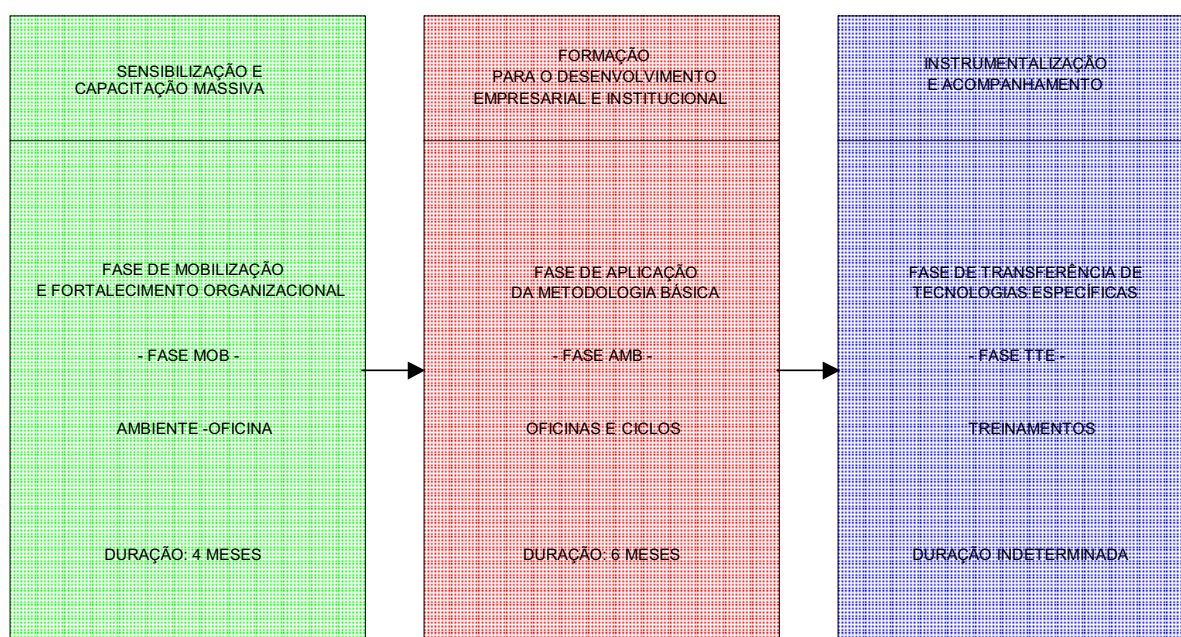 SENSIBILIZAÇÃO E
CAPACITAÇÃO MASSIVA
FASE DE MOBILIZAÇÃO
E FORTALECIMENTO ORGANIZACIONAL
- FASE MOB -
AMBIENTE -OFICINA
DURAÇÃO: 4 MESES
FORMAÇÃO
PARA O DESENVOLVIMENTO
EMPRESARIAL E INSTITUCIONAL
FASE DE APLICAÇÃO
DA METODOLOGIA BÁSICA
- FASE AMB -
OFICINAS E CICLOS
DURAÇÃO: 6 MESES
INSTRUMENTALIZAÇÃO
E ACOMPANHAMENTO
FASE DE TRANSFERÊNCIA DE
TECNOLOGIAS ESPECÍFICAS
- FASE TTE -
TREINAMENTOS
DURAÇÃO INDETERMINADA